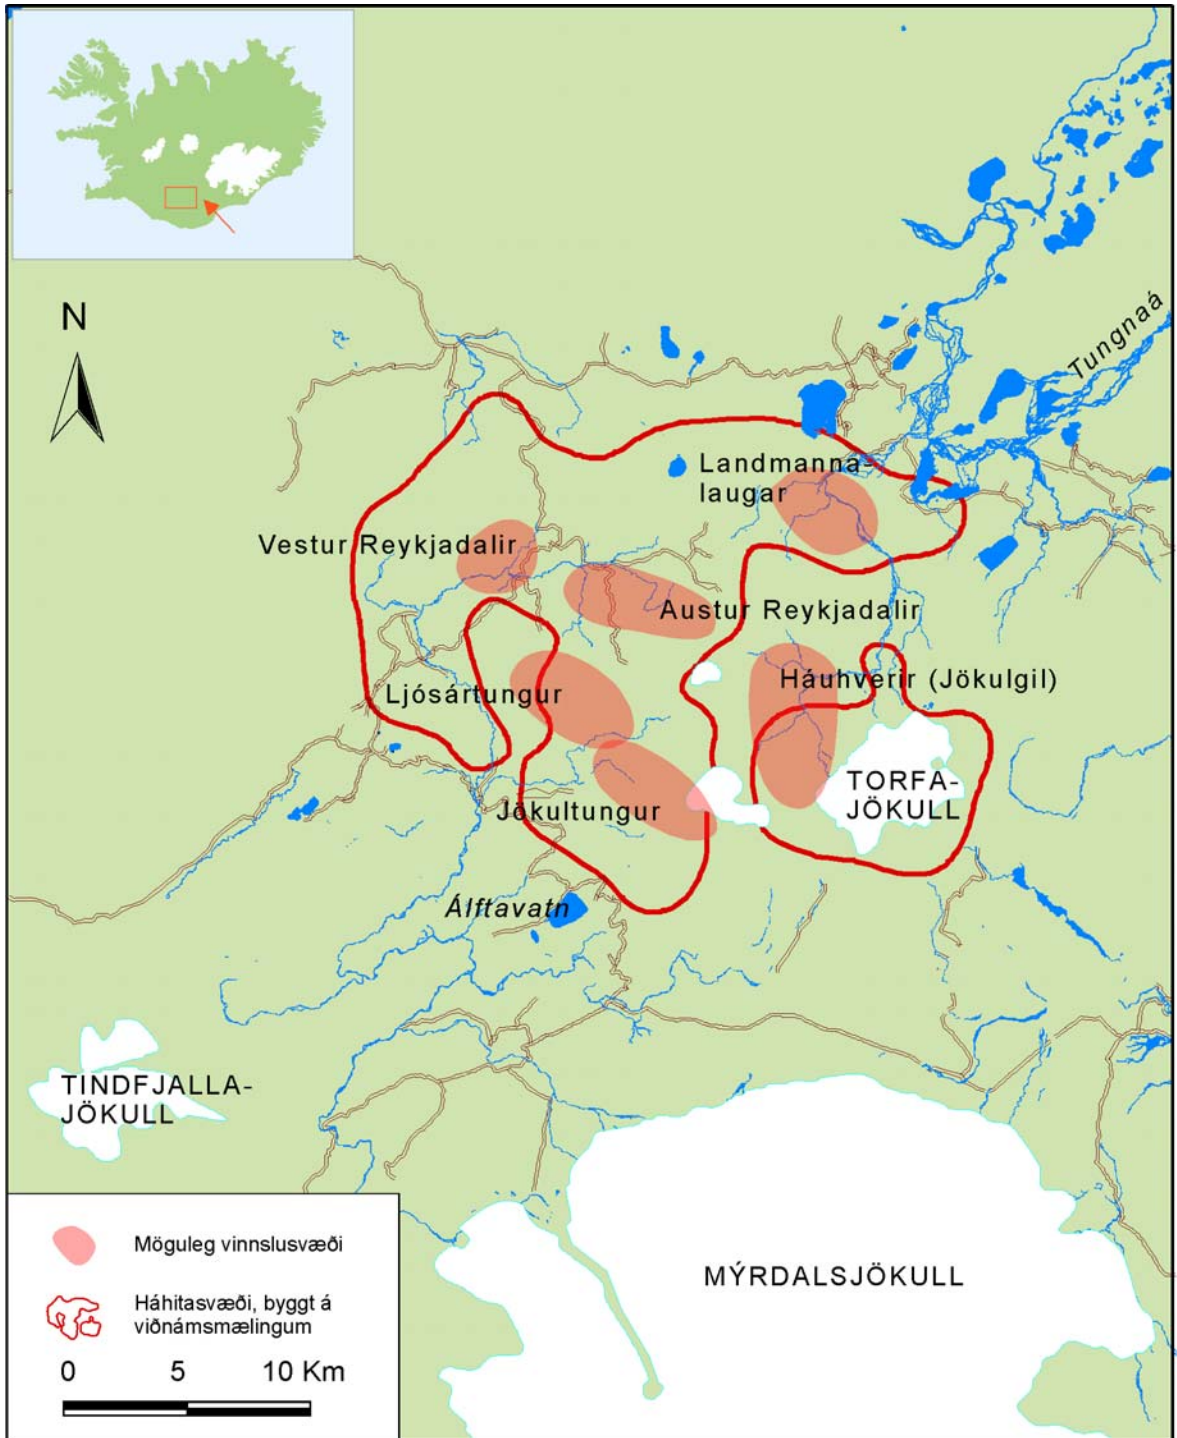 N
Tungnaá
Landmanna-
laugar
Vestur Reykjadalir
Austur Reykjadalir
Háuhverir (Jökulgil)
Ljósártungur
TORFA-
JÖKULL
Jökultungur
Álftavatn
TINDFJALLA-
JÖKULL
MÝRDALSJÖKULL
Möguleg vinnslusvæði
Háhitasvæði, byggt á
viðnámsmælingum
0 5 10 Km